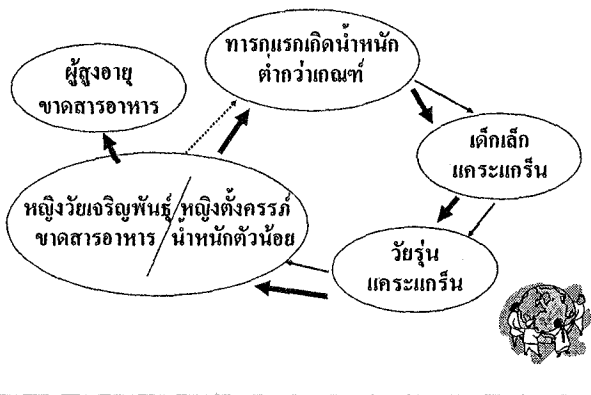 ทารกแรกเกิดน้ำหนัก
ต่ำกว่าเกณฑ์
ผู้สูงอายุ
ขาดสารอาหาร
เด็กเล็ก
แคระแกร็น
หญิงวัยเจริญพันธุ์/หญิงตั้งครรภ์
ขาดสารอาหาร/น้ำหนักตัวน้อย
วัยรุ่น
แคระแกร็น